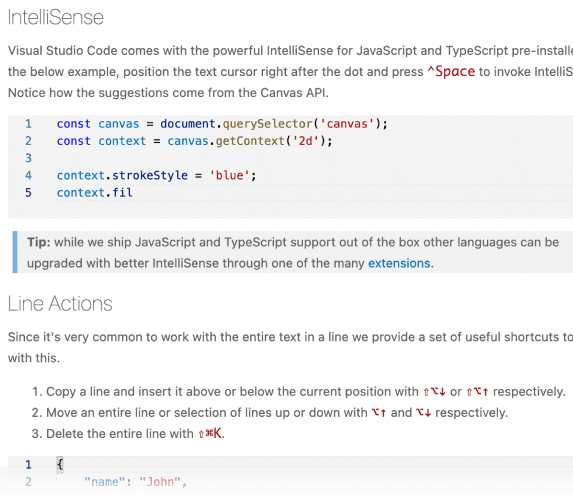 IntelliSense
Visual Studio Code comes with the powerful IntelliSense for JavaScript and TypeScript pre-installe
the below example, position the text cursor right after the dot and press ^Space to invoke IntelliS
Notice how the suggestions come from the Canvas API.
1 const canvas = document.querySelector('canvas');
2 const context = canvas.getContext('2d');
3
4 context.strokeStyle = 'blue';
5 context.fil
Tip: while we ship JavaScript and TypeScript support out of the box other languages can be
upgraded with better IntelliSense through one of the many extensions.
Line Actions
Since it's very common to work with the entire text in a line we provide a set of useful shortcuts to
with this.
1. Copy a line and insert it above or below the current position with ⇧⌥↓ or ⇧⌥↑ respectively.
2. Move an entire line or selection of lines up or down with ⌥↑ and ⌥↓ respectively.
3. Delete the entire line with ⇧⌘K.
1 {
2 "name": "John",